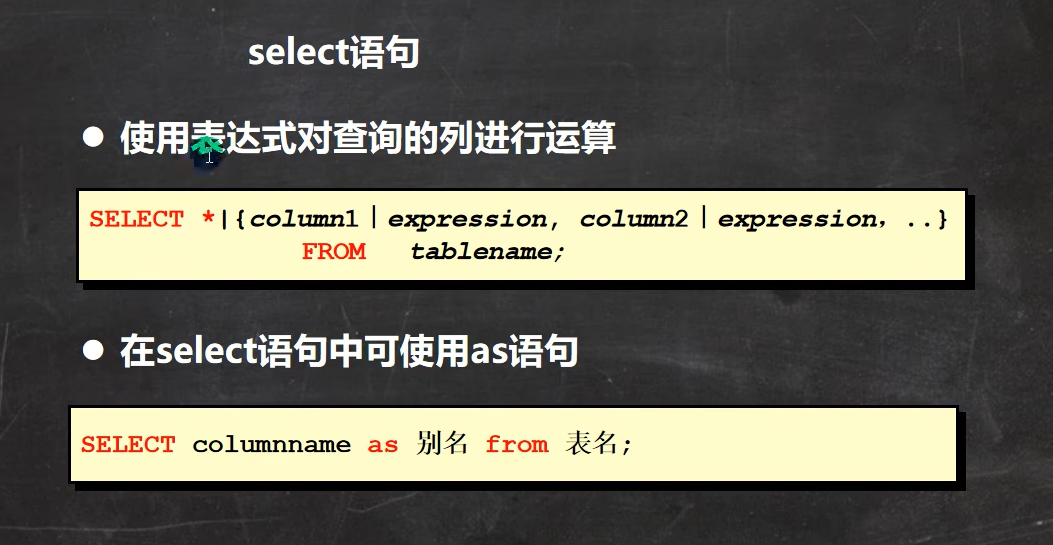 select语句
● 使用表达式对查询的列进行运算
SELECT *|{column1｜expression, column2｜expression，..}
FROM tablename;
● 在select语句中可使用as语句
SELECT columnname as 别名 from 表名;